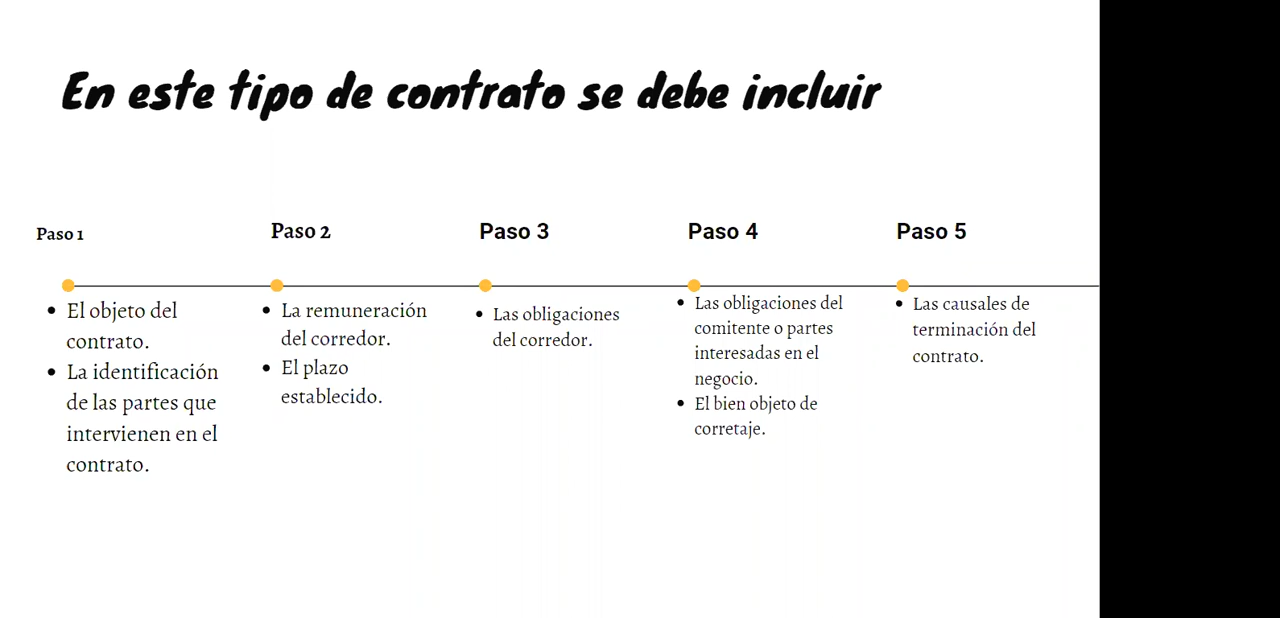 En este tipo de contrato se debe incluir
Paso 1
• El objeto del
contrato.
• La identificación
de las partes que
intervienen en el
contrato.
Paso 2
• La remuneración
del corredor.
• El plazo
establecido.
Paso 3
• Las obligaciones
del corredor.
Paso 4
• Las obligaciones del
comitente o partes
interesadas en el
negocio.
• El bien objeto de
corretaje.
Paso 5
• Las causales de
terminación del
contrato.